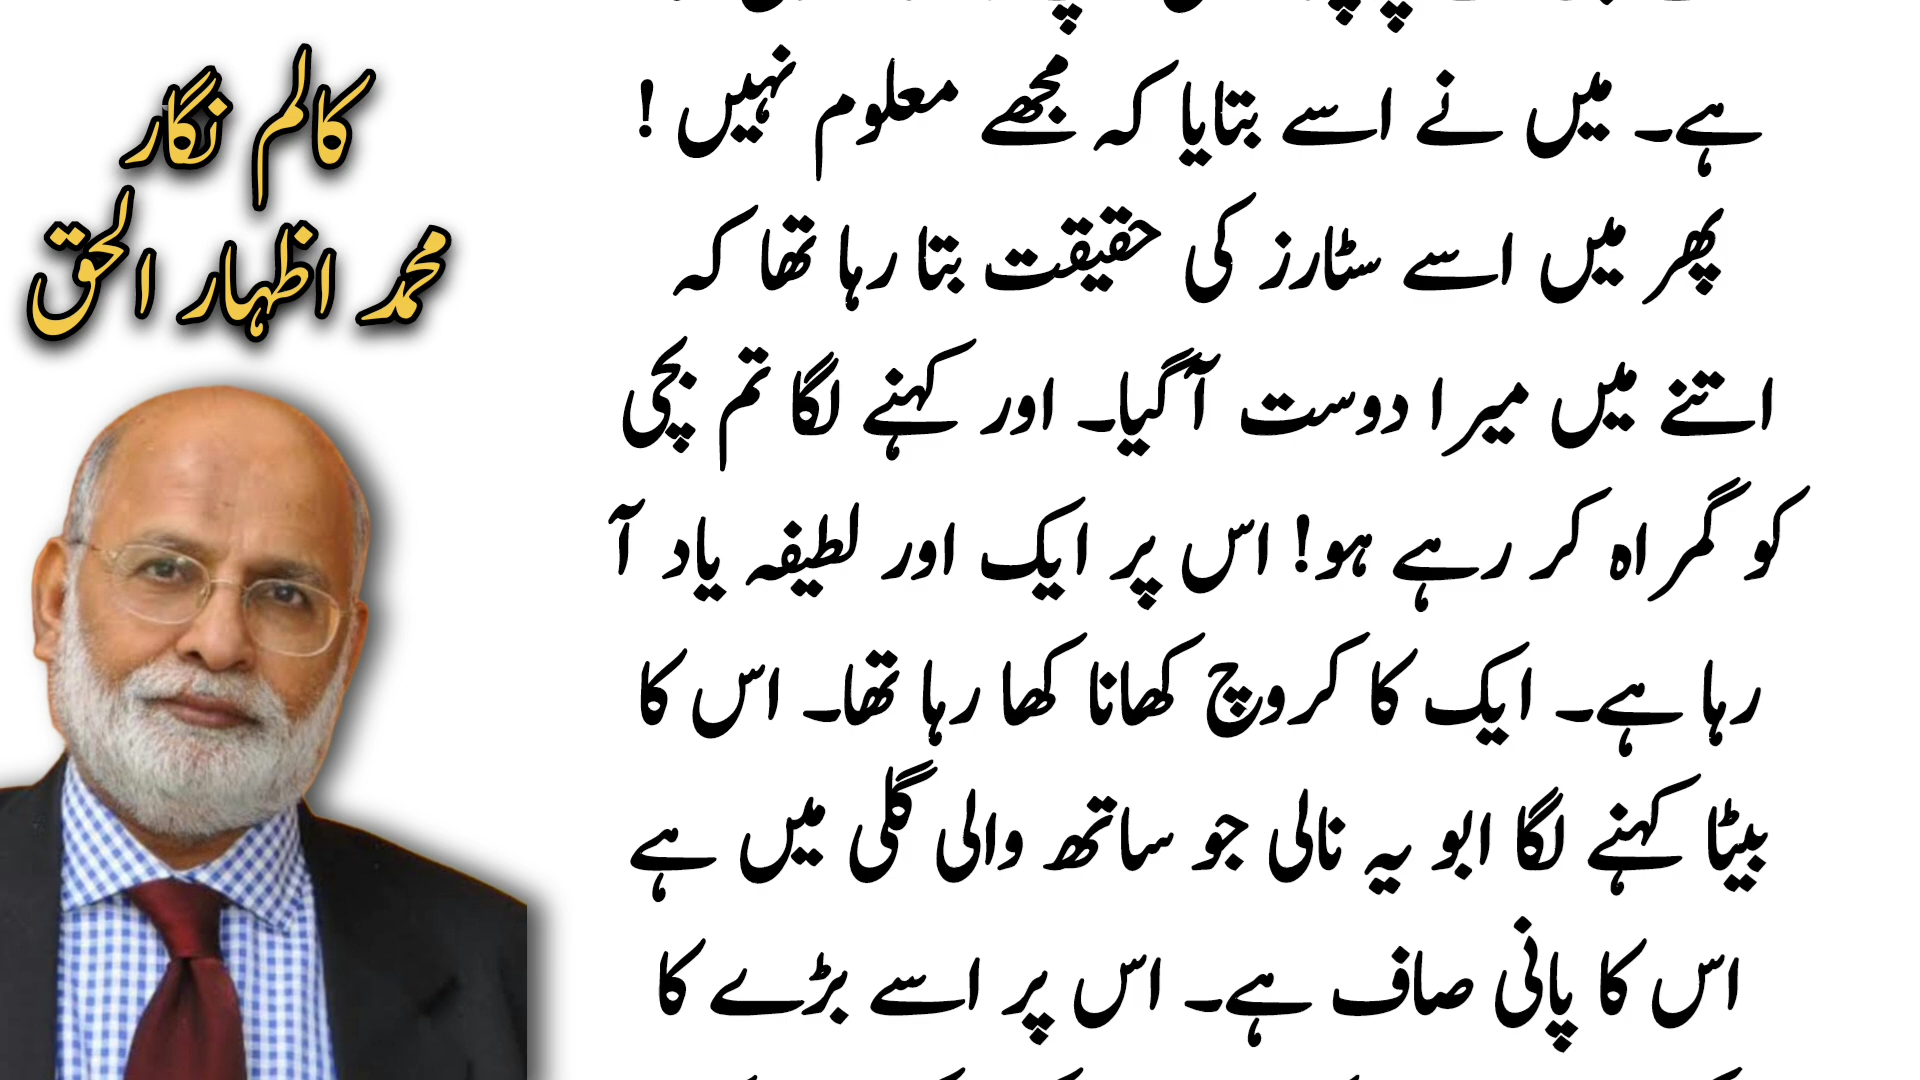 کالم نگار
محمد اظہار الحق
ہے۔ میں نے اسے بتایا کہ مجھے معلوم نہیں !
پھر میں اسے سٹارز کی حقیقت بتا رہا تھا کہ
اتنے میں میرا دوست آگیا۔ اور کہنے لگا تم بچی
کو گمراہ کر رہے ہو! اس پر ایک اور لطیفہ یاد آ
رہا ہے۔ ایک کاکروچ کھانا کھا رہا تھا۔ اس کا
بیٹا کہنے لگا ابو یہ نالی جو ساتھ والی گلی میں ہے
اس کا پانی صاف ہے۔ اس پر اسے بڑے کا